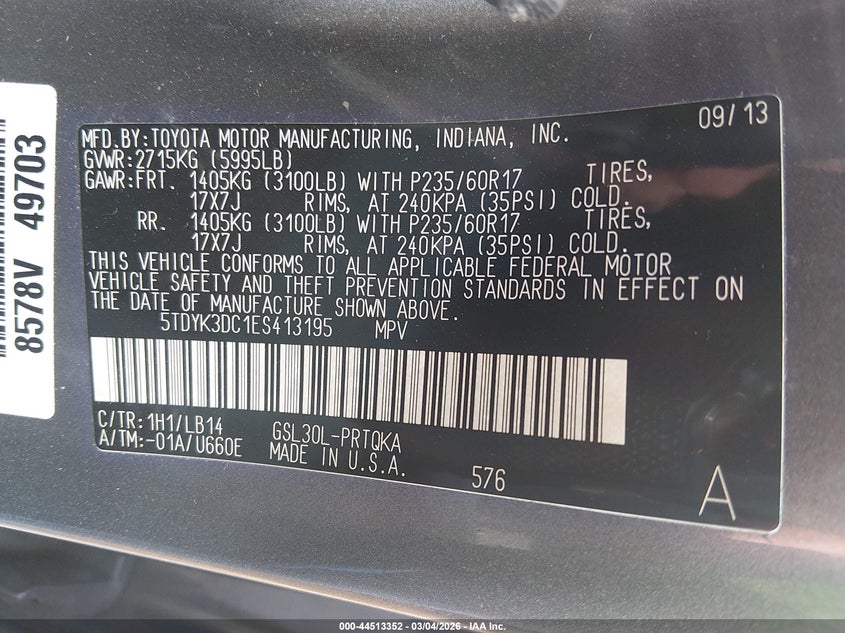 09/13
MFD.BY:TOYOTA MOTOR MANUFACTURING, INDIANA, INC.
GVWR:2715KG (5995LB)
GAWR:FRT. 1405KG (3100LB) WITH P235/60R17 TIRES,
17X7J RIMS, AT 240KPA (35PSI) COLD.
RR. 1405KG (3100LB) WITH P235/60R17 TIRES,
17X7J RIMS, AT 240KPA (35PSI) COLD.
THIS VEHICLE CONFORMS TO ALL APPLICABLE FEDERAL MOTOR
VEHICLE SAFETY AND THEFT PREVENTION STANDARDS IN EFFECT ON
THE DATE OF MANUFACTURE SHOWN ABOVE.
5TDYK3DC1ES413195 MPV
C/TR:1H1/LB14 GSL30L-PRTQKA
A/TM:-01A/U660E MADE IN U.S.A.
576
A
8578V 49703
000-44513352 - 03/04/2026 - IAA Inc.